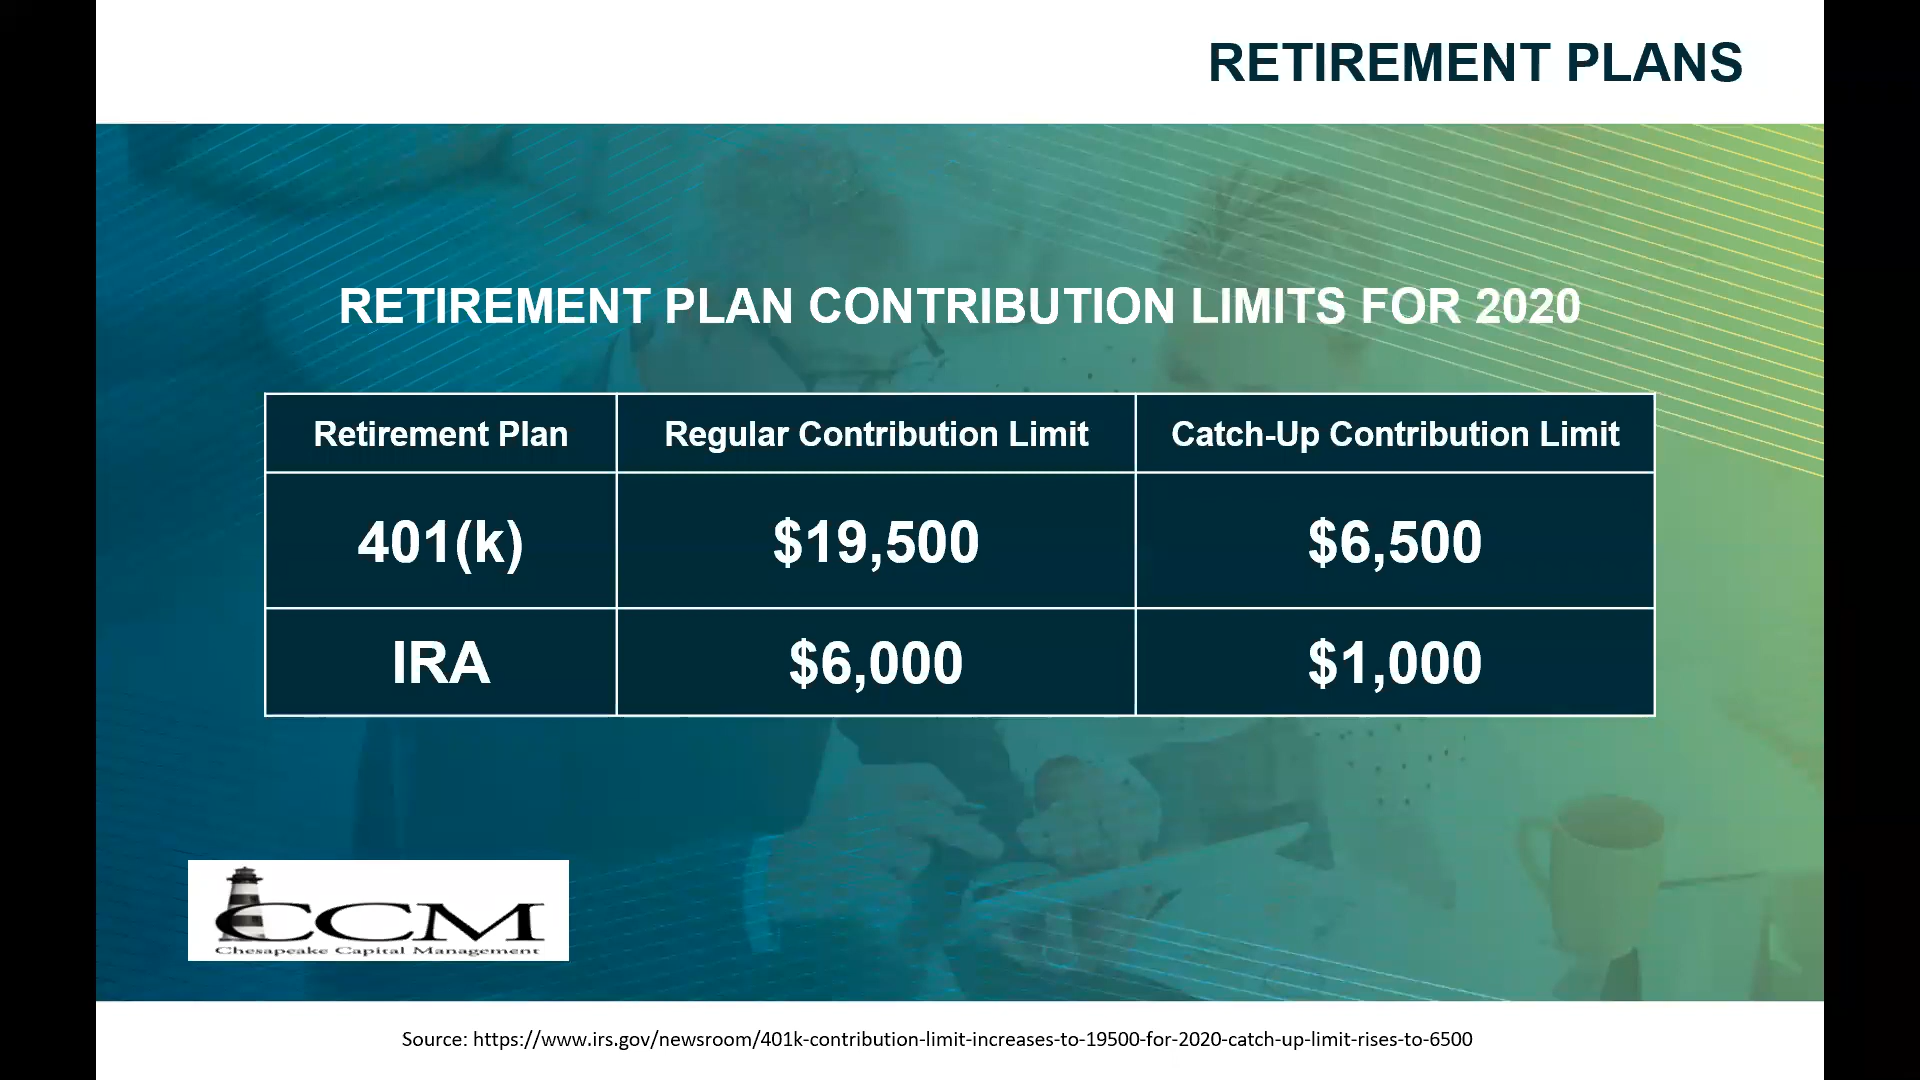 RETIREMENT PLANS
RETIREMENT PLAN CONTRIBUTION LIMITS FOR 2020
Retirement Plan Regular Contribution Limit Catch-Up Contribution Limit
401(k) $19,500 $6,500
IRA $6,000 $1,000
CCM
Chesapeake Capital Management
Source: https://www.irs.gov/newsroom/401k-contribution-limit-increases-to-19500-for-2020-catch-up-limit-rises-to-6500